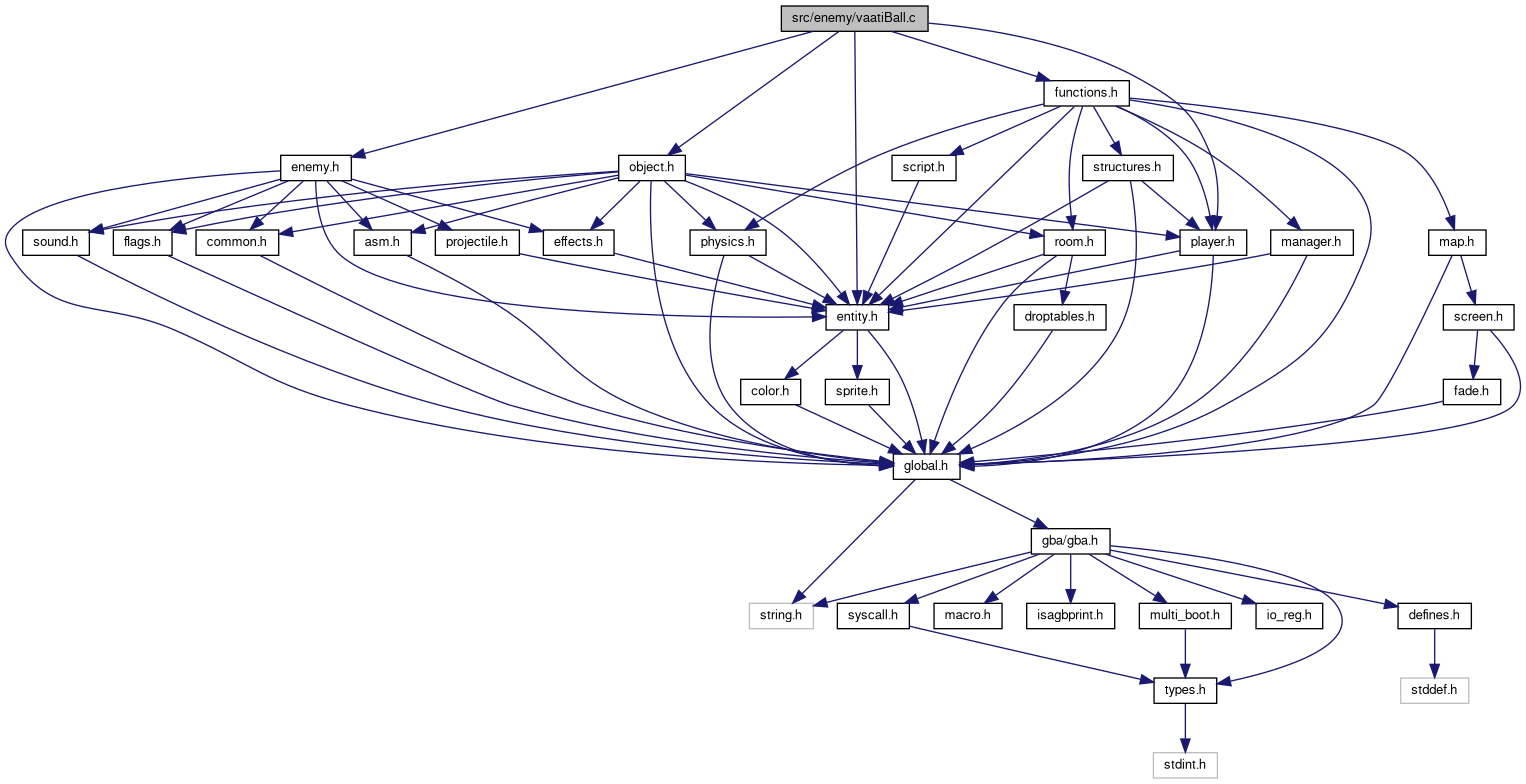 src/enemy/vaatiBall.c
functions.h
enemy.h
object.h
script.h
structures.h
sound.h
flags.h
common.h
asm.h
projectile.h
effects.h
physics.h
room.h
player.h
manager.h
map.h
entity.h
droptables.h
screen.h
color.h
sprite.h
fade.h
global.h
gba/gba.h
string.h
syscall.h
macro.h
isagbprint.h
multi_boot.h
io_reg.h
defines.h
types.h
stddef.h
stdint.h